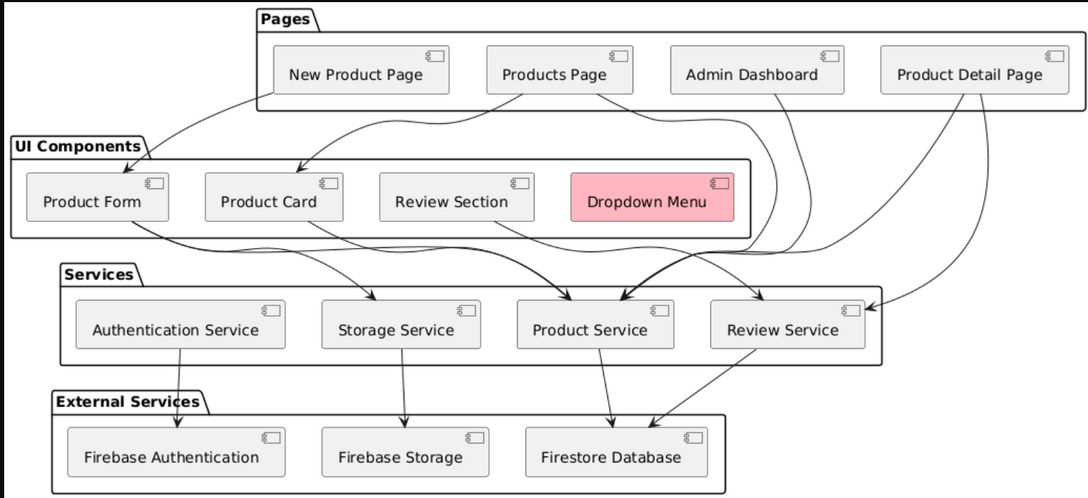 Pages
New Product Page
Products Page
Admin Dashboard
Product Detail Page
UI Components
Product Form
Product Card
Review Section
Dropdown Menu
Services
Authentication Service
Storage Service
Product Service
Review Service
External Services
Firebase Authentication
Firebase Storage
Firestore Database